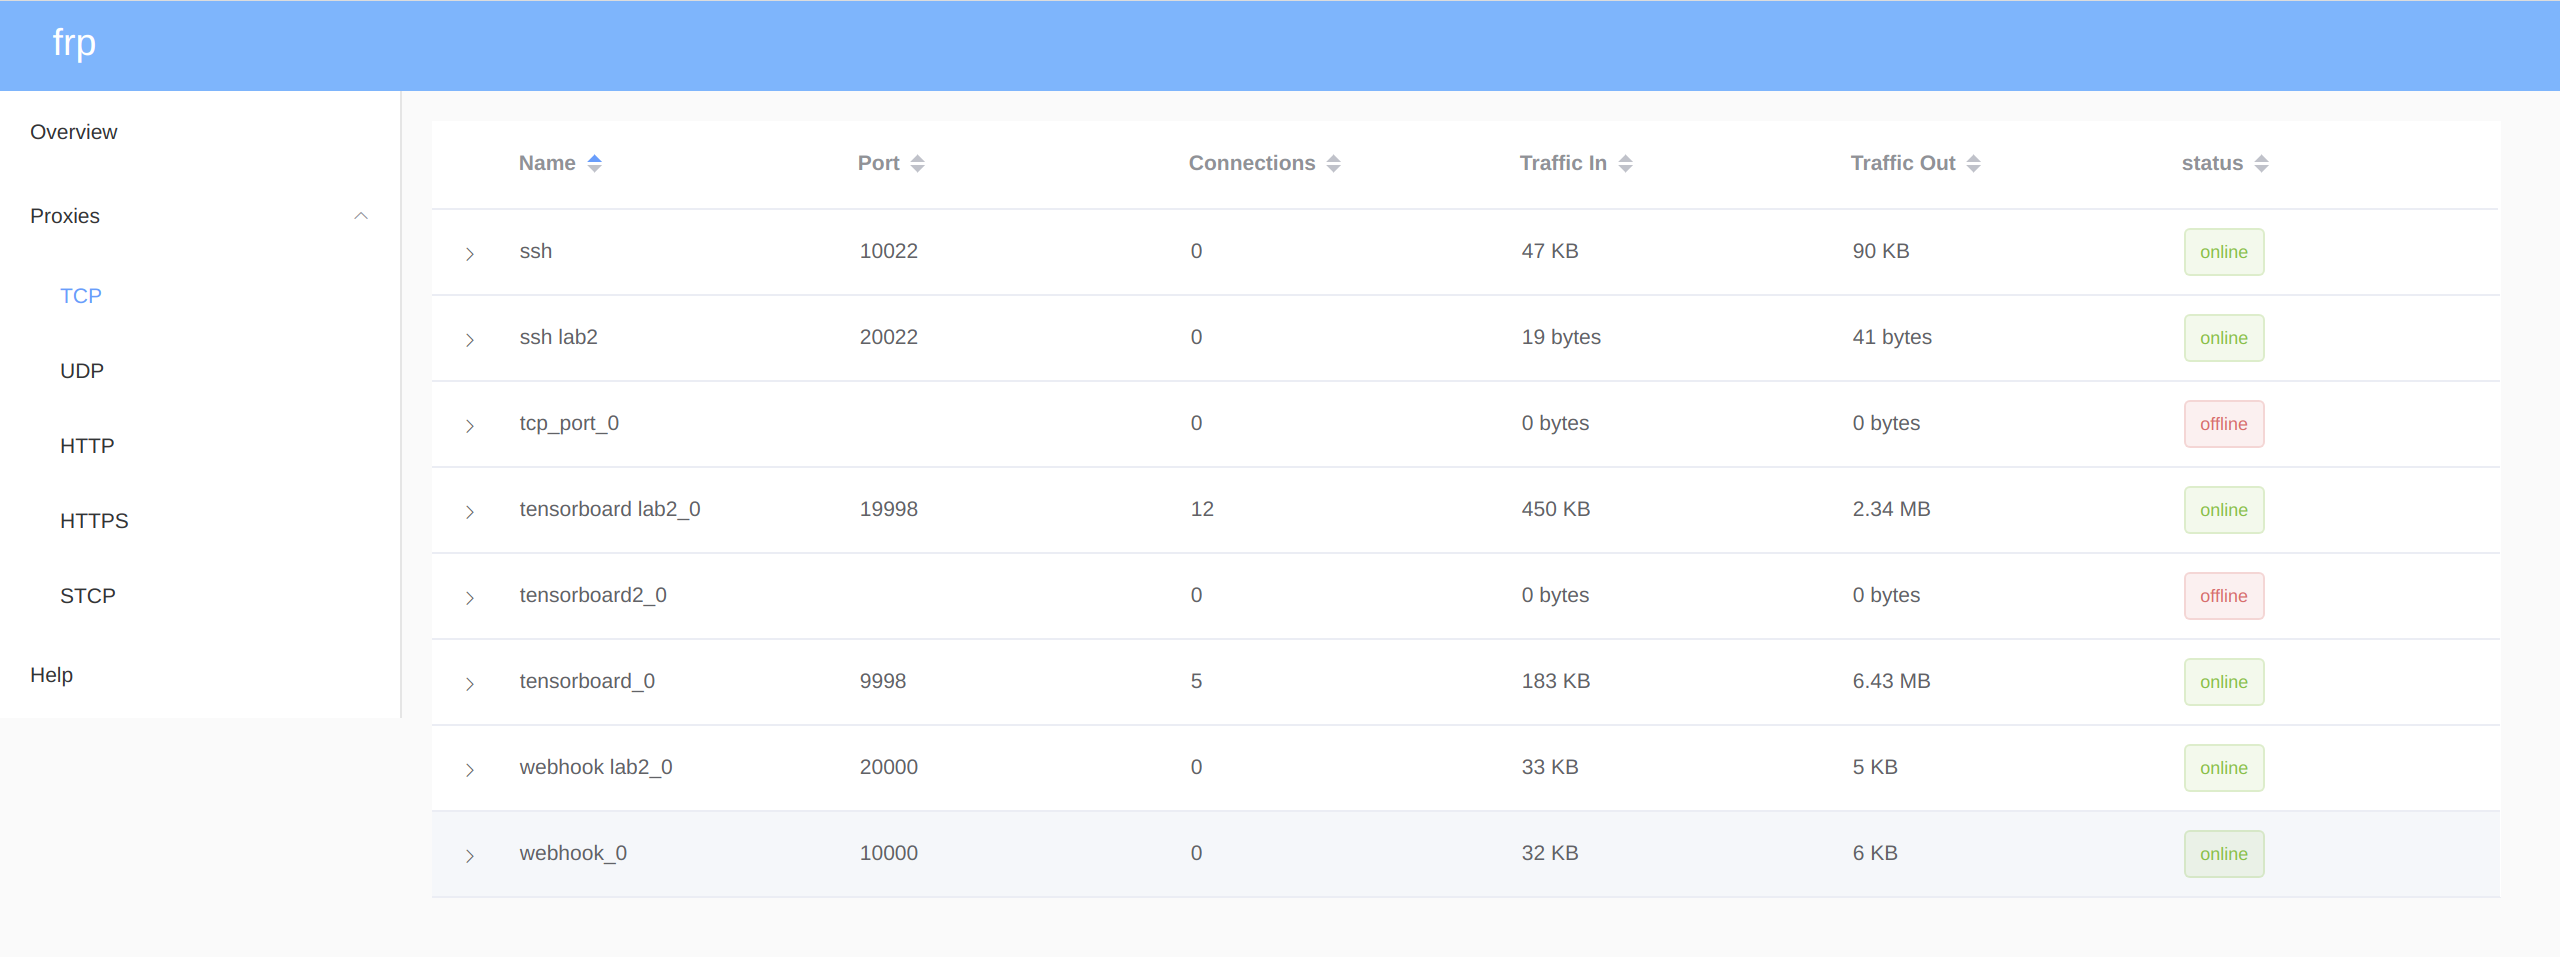 frp
Overview
Proxies
TCP
UDP
HTTP
HTTPS
STCP
Help
Name Port Connections Traffic In Traffic Out status
ssh 10022 0 47 KB 90 KB online
ssh lab2 20022 0 19 bytes 41 bytes online
tcp_port_0 0 0 bytes 0 bytes offline
tensorboard lab2_0 19998 12 450 KB 2.34 MB online
tensorboard2_0 0 0 bytes 0 bytes offline
tensorboard_0 9998 5 183 KB 6.43 MB online
webhook lab2_0 20000 0 33 KB 5 KB online
webhook_0 10000 0 32 KB 6 KB online